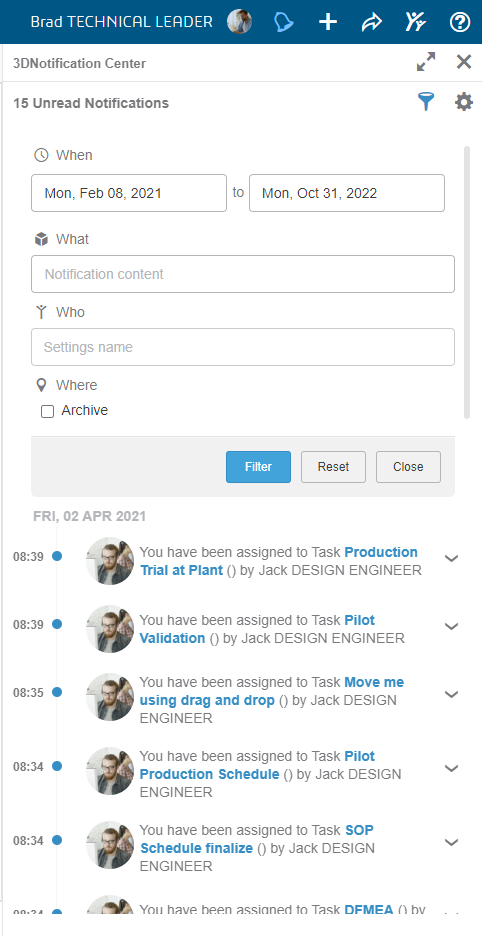 Brad TECHNICAL LEADER
3DNotification Center
15 Unread Notifications
When
Mon, Feb 08, 2021 to Mon, Oct 31, 2022
What
Notification content
Who
Settings name
Where
Archive
Filter Reset Close
FRI, 02 APR 2021
08:39 You have been assigned to Task Production
Trial at Plant () by Jack DESIGN ENGINEER
08:39 You have been assigned to Task Pilot
Validation () by Jack DESIGN ENGINEER
08:35 You have been assigned to Task Move me
using drag and drop () by Jack DESIGN
ENGINEER
08:34 You have been assigned to Task Pilot
Production Schedule () by Jack DESIGN
ENGINEER
08:34 You have been assigned to Task SOP
Schedule finalize () by Jack DESIGN
ENGINEER
08:34 You have been assigned to Task DFMEA () by